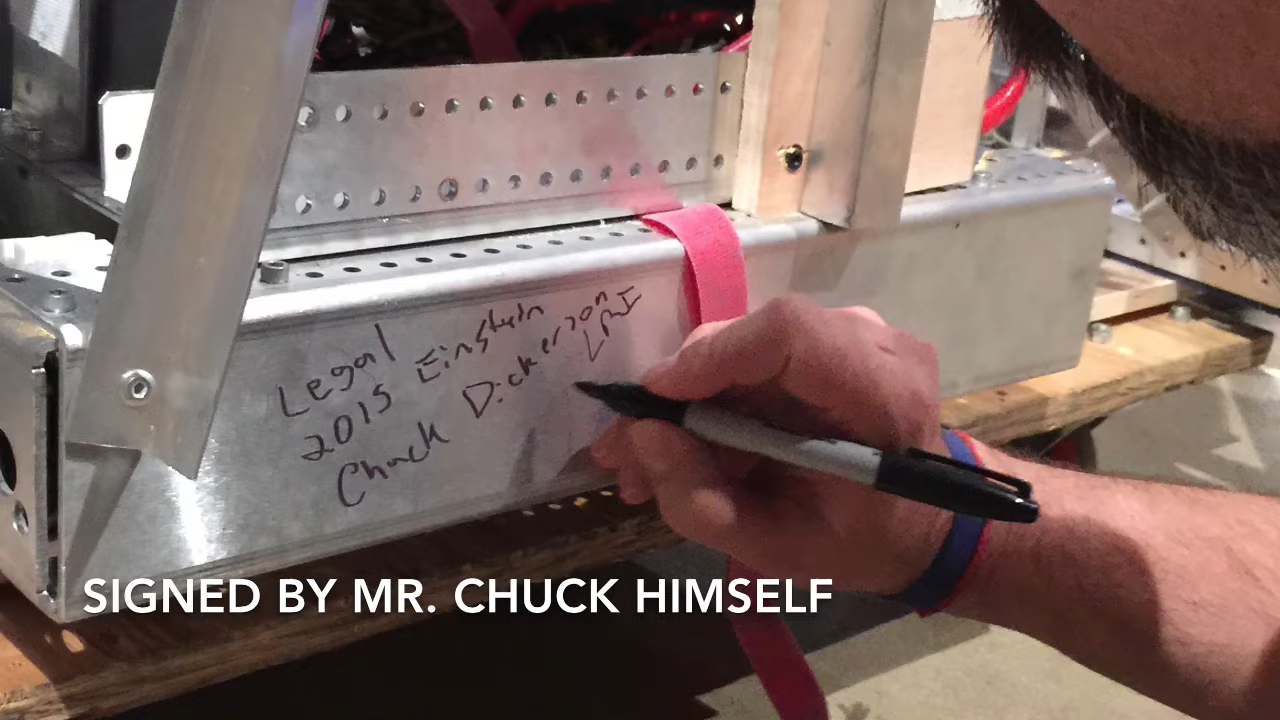 Legal
2015 Einstein
Chuck Dickerson
LRI
SIGNED BY MR. CHUCK HIMSELF